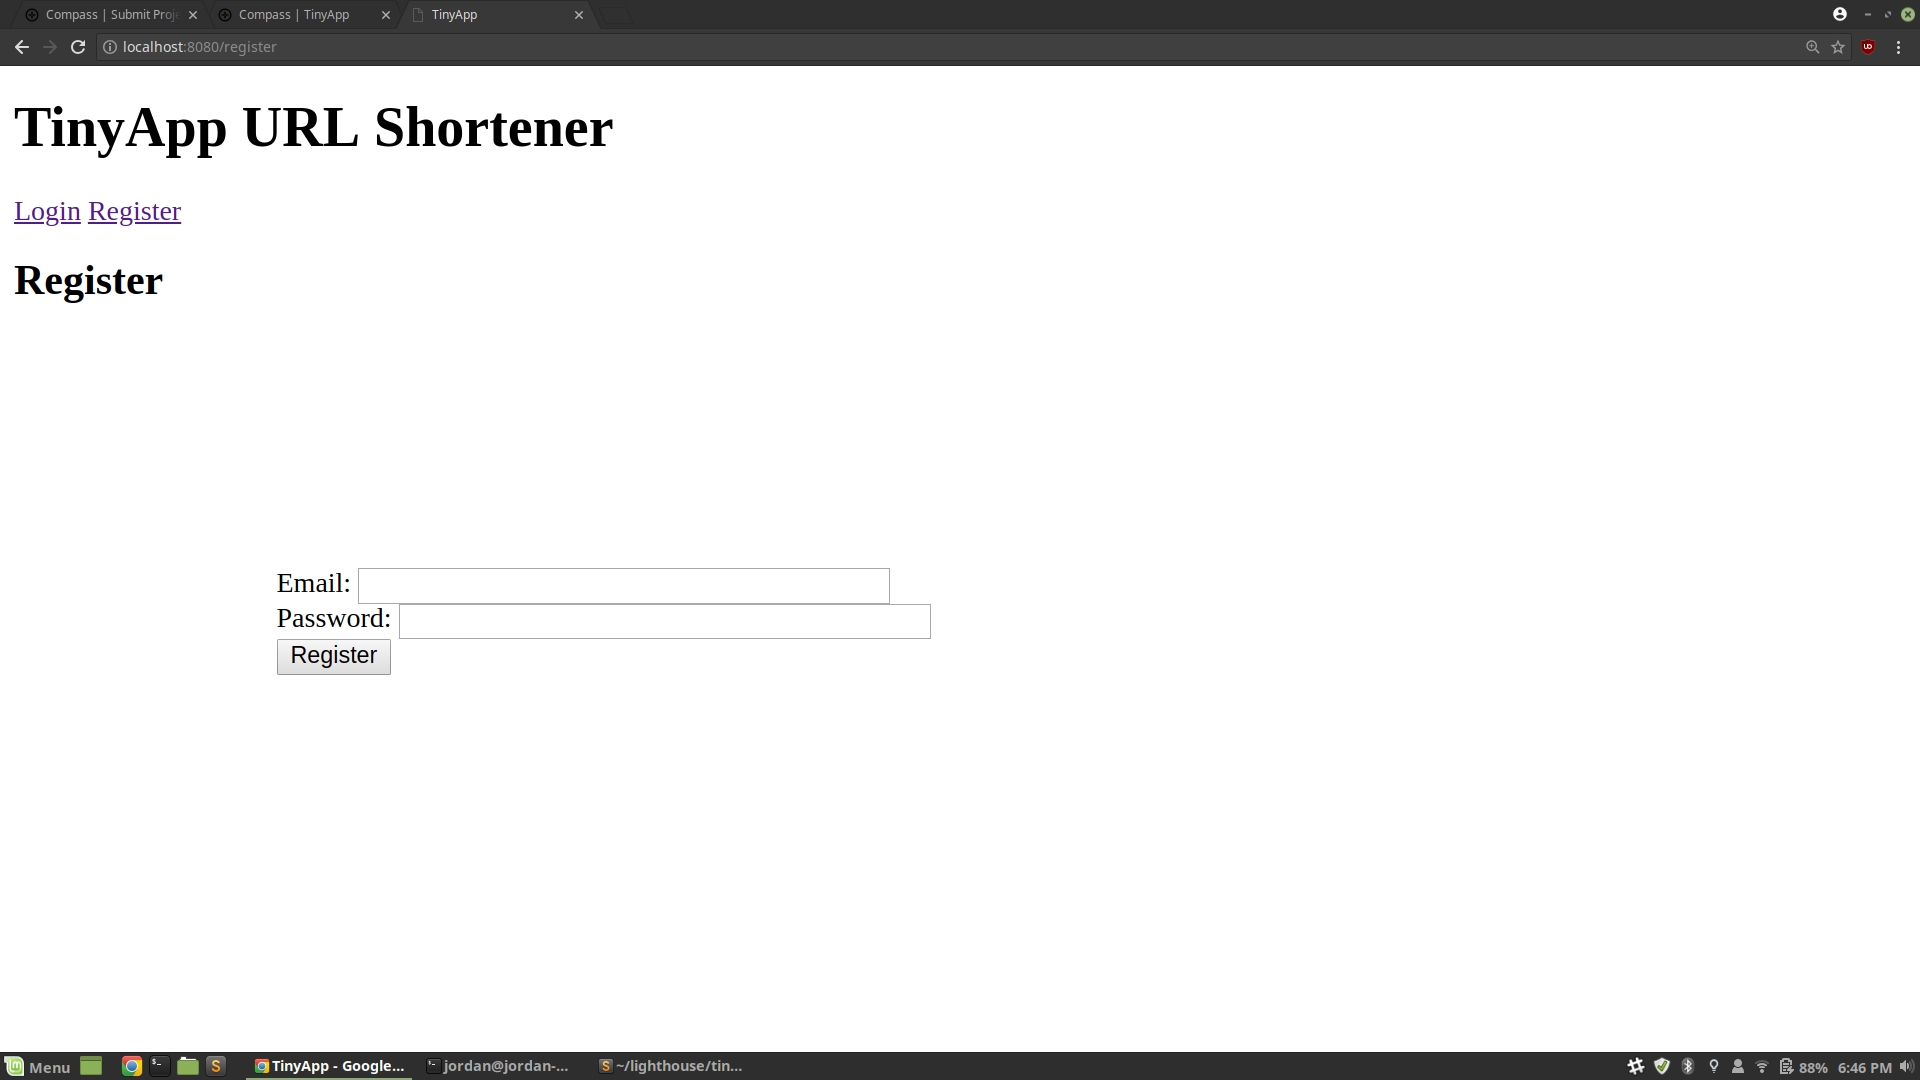 Compass | Submit Proje
Compass | TinyApp
TinyApp
localhost:8080/register
TinyApp URL Shortener
Login Register
Register
Email:
Password:
Register
Menu
TinyApp - Google...
jordan@jordan-...
~/lighthouse/tin...
88%
6:46 PM